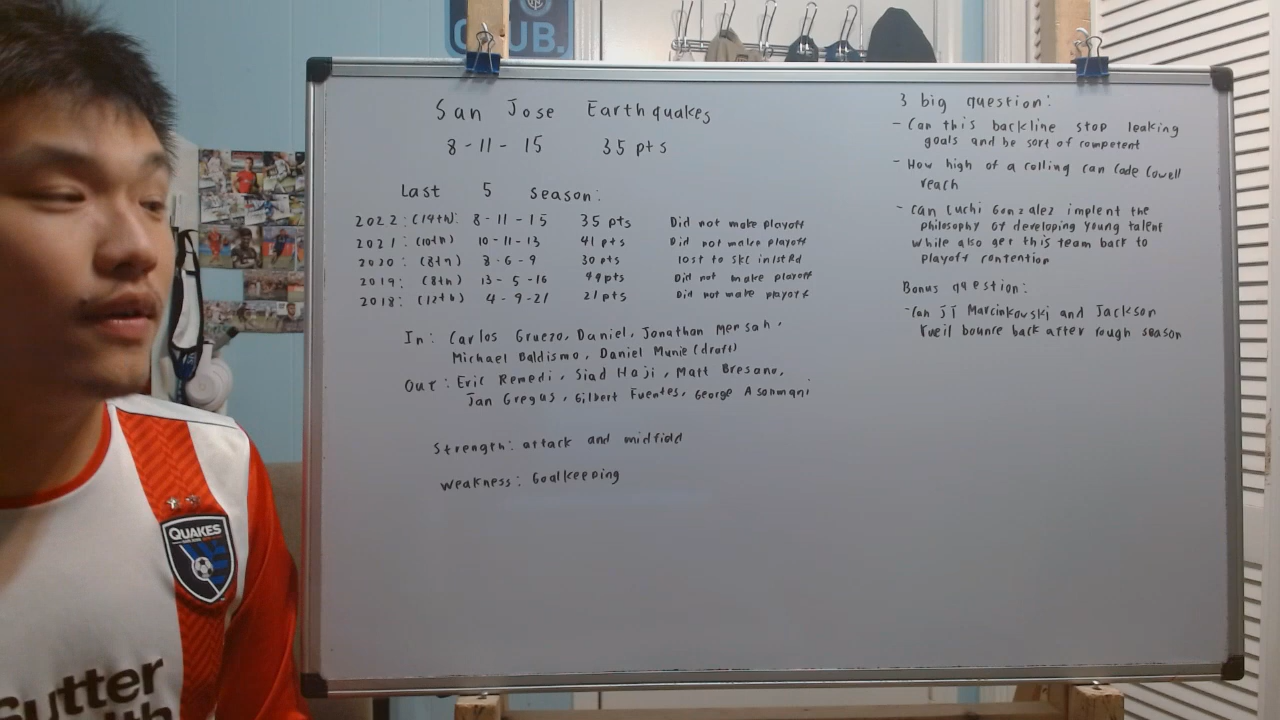 CLUB.
San Jose Earthquakes
8-11-15 35 pts
Last 5 season:
2022: (14th): 8-11-15 35 pts Did not make playoff
2021: (10th) 10-11-13 41 pts Did not make playoff
2020: (8th) 8-6-9 30 pts lost to SKC in 1st Rd
2019: (8th) 13-5-16 44 pts Did not make playoff
2018: (12th) 4-9-21 21 pts Did not make playoff
In: Carlos Gruezo, Daniel, Jonathan Mensah,
Michael Baldismo, Daniel Munie (draft)
Out: Eric Remedi, Siad Haji, Matt Bresano,
Jan Gregus, Gilbert Fuentes, George Asanmani
Strength: attack and midfield
Weakness: Goalkeeping
3 big question:
- Can this backline stop leaking
goals and be sort of competent
- How high of a rolling can Cade Cowell
reach
- Can Luchi Gonzalez implent the
philosophy of developing young talent
while also get this team back to
playoff contention
Bonus question:
- Can JT Marcinkowski and Jackson
Yueil bounce back after rough season
QUAKES
Sutter